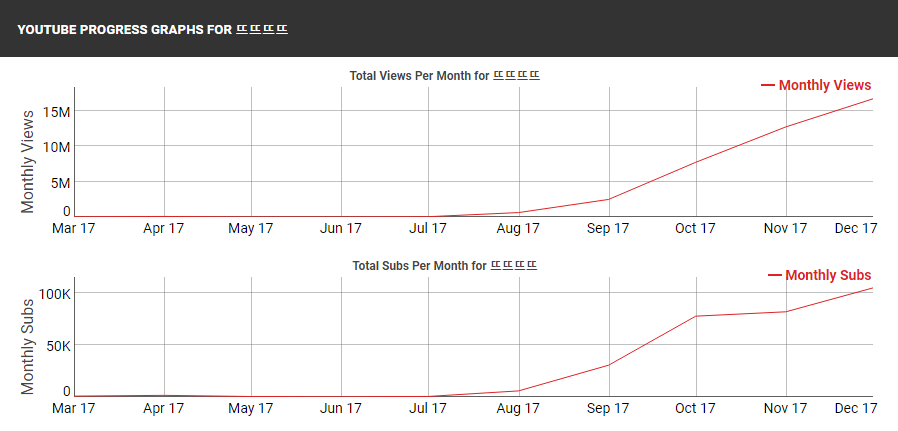 YOUTUBE PROGRESS GRAPHS FOR ㄸㄸㄸㄸ
Total Views Per Month for ㄸㄸㄸㄸ
Monthly Views
Monthly Views
15M
10M
5M
0
Mar 17 Apr 17 May 17 Jun 17 Jul 17 Aug 17 Sep 17 Oct 17 Nov 17 Dec 17
Total Subs Per Month for ㄸㄸㄸㄸ
Monthly Subs
Monthly Subs
100K
50K
0
Mar 17 Apr 17 May 17 Jun 17 Jul 17 Aug 17 Sep 17 Oct 17 Nov 17 Dec 17